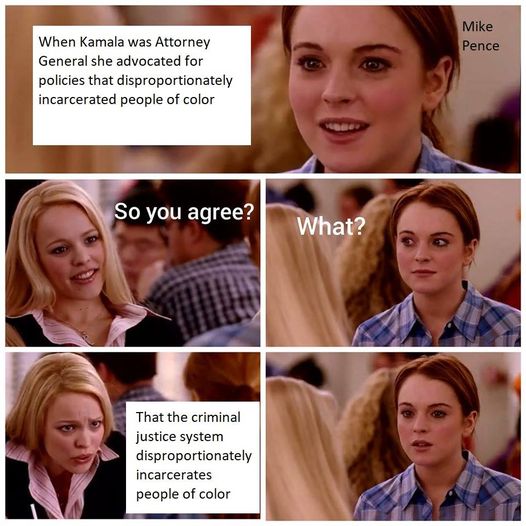 When Kamala was Attorney
General she advocated for
policies that disproportionately
incarcerated people of color
Mike
Pence
So you agree?
What?
That the criminal
justice system
disproportionately
incarcerates
people of color